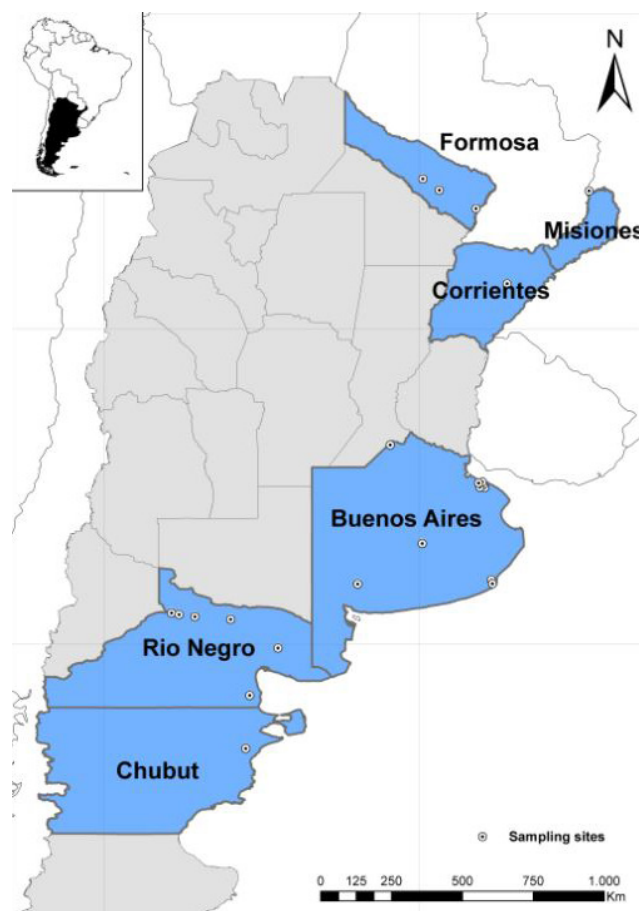 N
Formosa
Misiones
Corrientes
Buenos Aires
Rio Negro
Chubut
Sampling sites
0 125 250 500 750 1.000
Km